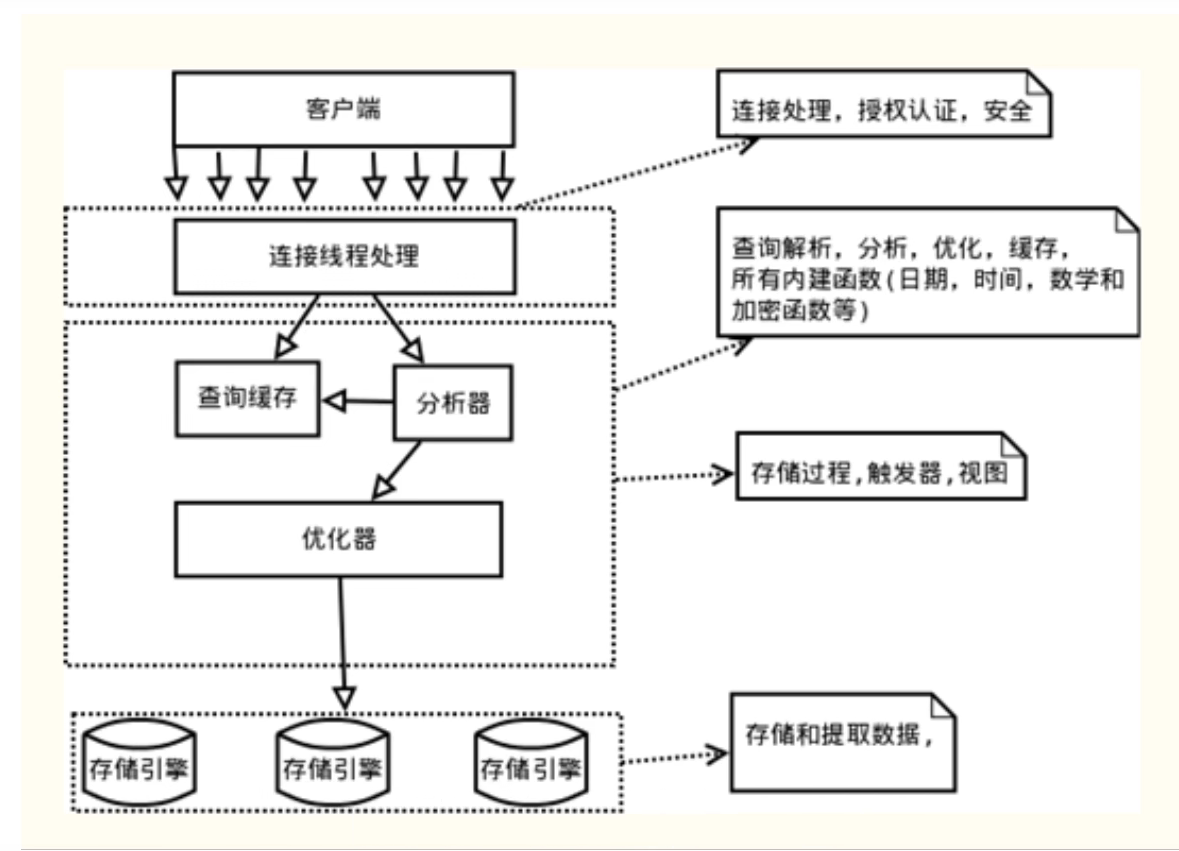 客户端
连接处理，授权认证，安全
连接线程处理
查询解析，分析，优化，缓存，
所有内建函数(日期，时间，数学和
加密函数等)
查询缓存
分析器
存储过程,触发器,视图
优化器
存储和提取数据，
存储引擎
存储引擎
存储引擎